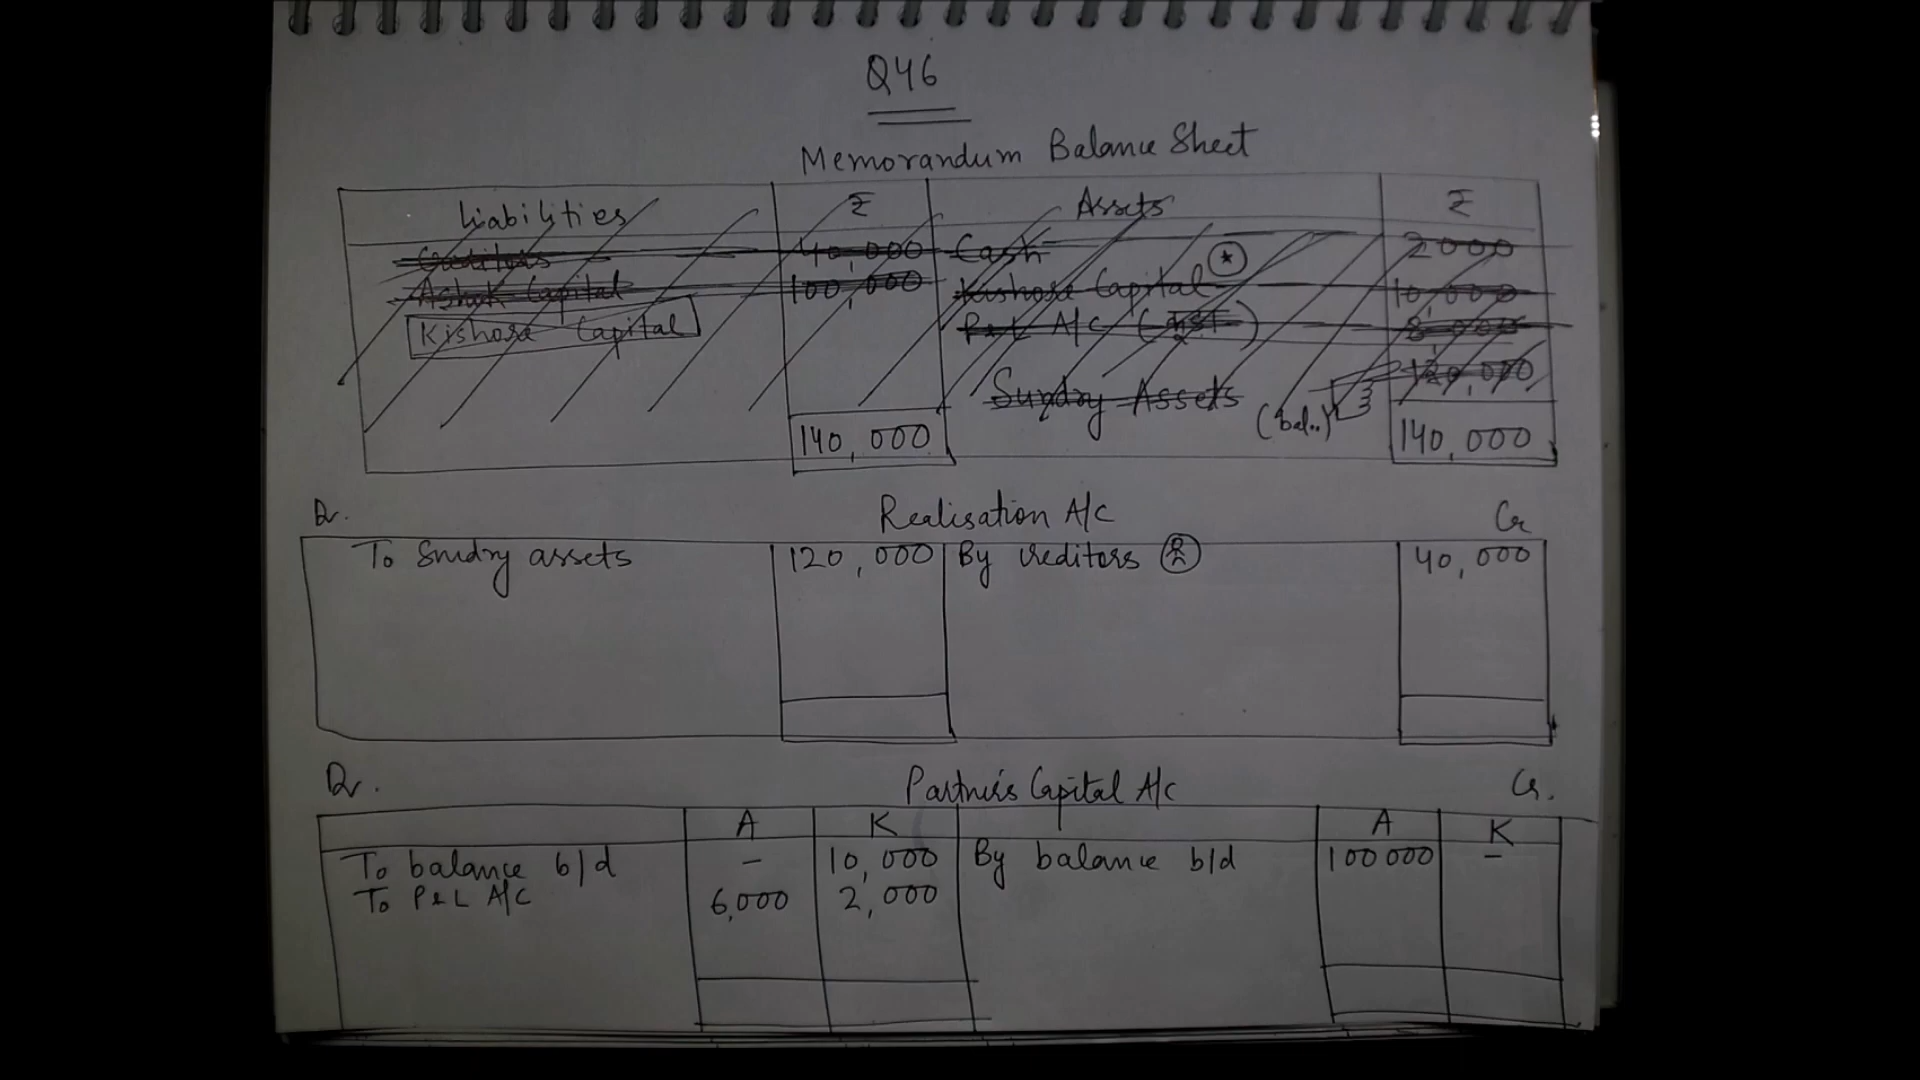 Q46
Memorandum Balance Sheet
Liabilities ₹ Assets ₹
Creditors 40,000 Cash 2000
Ashok Capital 100,000 Kishore Capital 10,000
Kishore Capital P&L A/c 8,000
Sundry Assets (bal..) 120,000
140,000 140,000
Dr. Realisation A/c Cr
To Sundry assets 120,000 By creditors 40,000
Dr. Partner's Capital A/c Cr.
A K A K
To balance b/d – 10,000 By balance b/d 100000 –
To P&L A/c 6,000 2,000